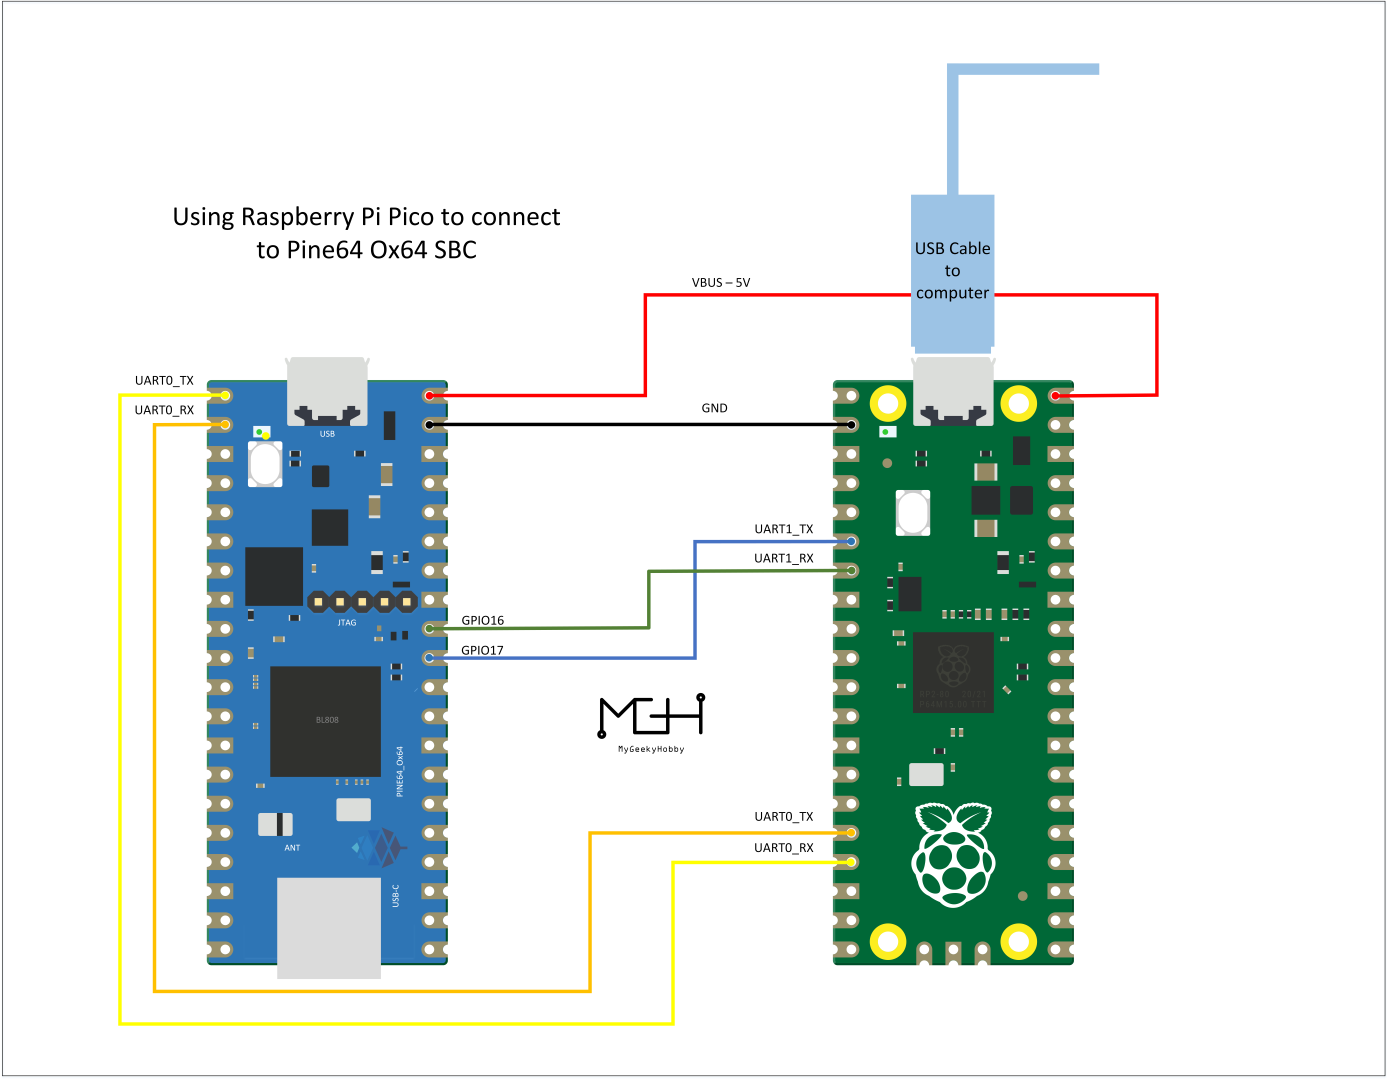 Using Raspberry Pi Pico to connect
to Pine64 Ox64 SBC
USB Cable
to
computer
VBUS – 5V
UART0_TX
UART0_RX
GND
USB
UART1_TX
UART1_RX
JTAG
GPIO16
GPIO17
BL808
MGH
MyGeekyHobby
PINE64_Ox64
UART0_TX
UART0_RX
ANT
USB-C